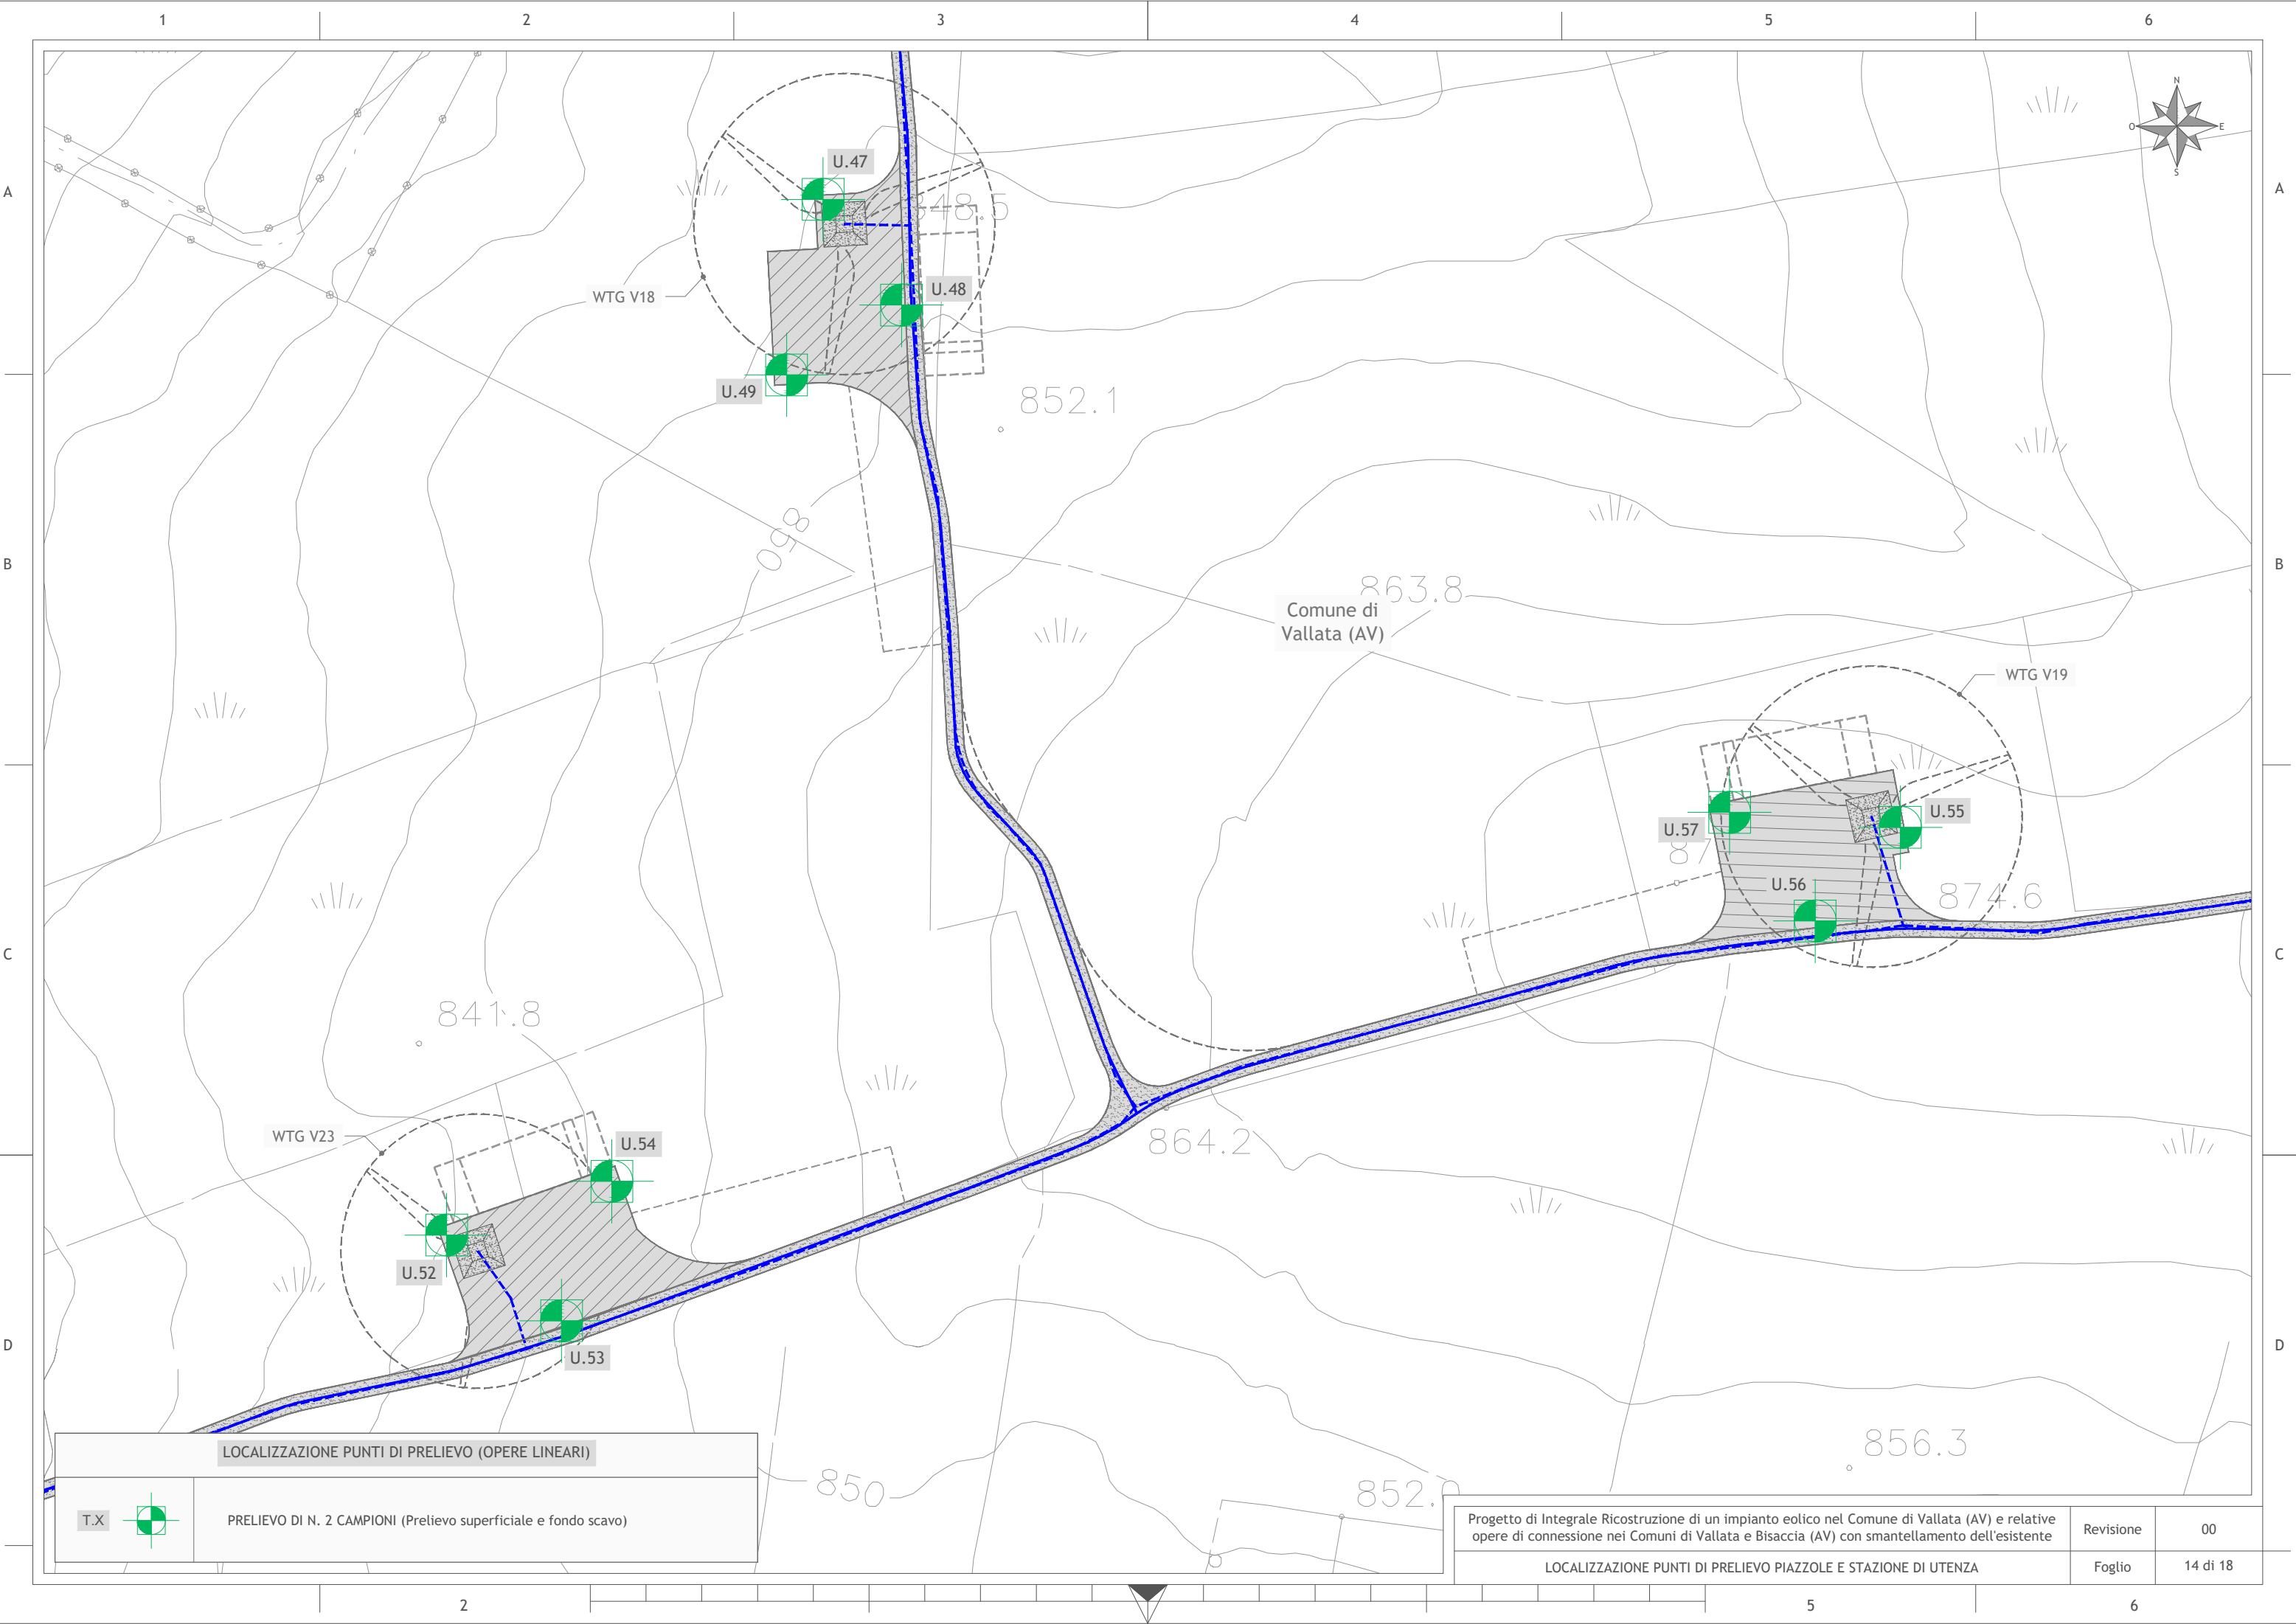 1
2
3
4
5
6
A
A
N
O
E
S
U.47
848.5
U.48
WTG V18
U.49
852.1
860
B
B
863.8
Comune di
Vallata (AV)
WTG V19
U.55
U.57
U.56
874.6
C
C
841.8
WTG V23
U.54
864.2
U.52
U.53
D
D
856.3
850
LOCALIZZAZIONE PUNTI DI PRELIEVO (OPERE LINEARI)
T.X
PRELIEVO DI N. 2 CAMPIONI (Prelievo superficiale e fondo scavo)
Progetto di Integrale Ricostruzione di un impianto eolico nel Comune di Vallata (AV) e relative
opere di connessione nei Comuni di Vallata e Bisaccia (AV) con smantellamento dell'esistente
Revisione
00
LOCALIZZAZIONE PUNTI DI PRELIEVO PIAZZOLE E STAZIONE DI UTENZA
Foglio
14 di 18
2
5
6